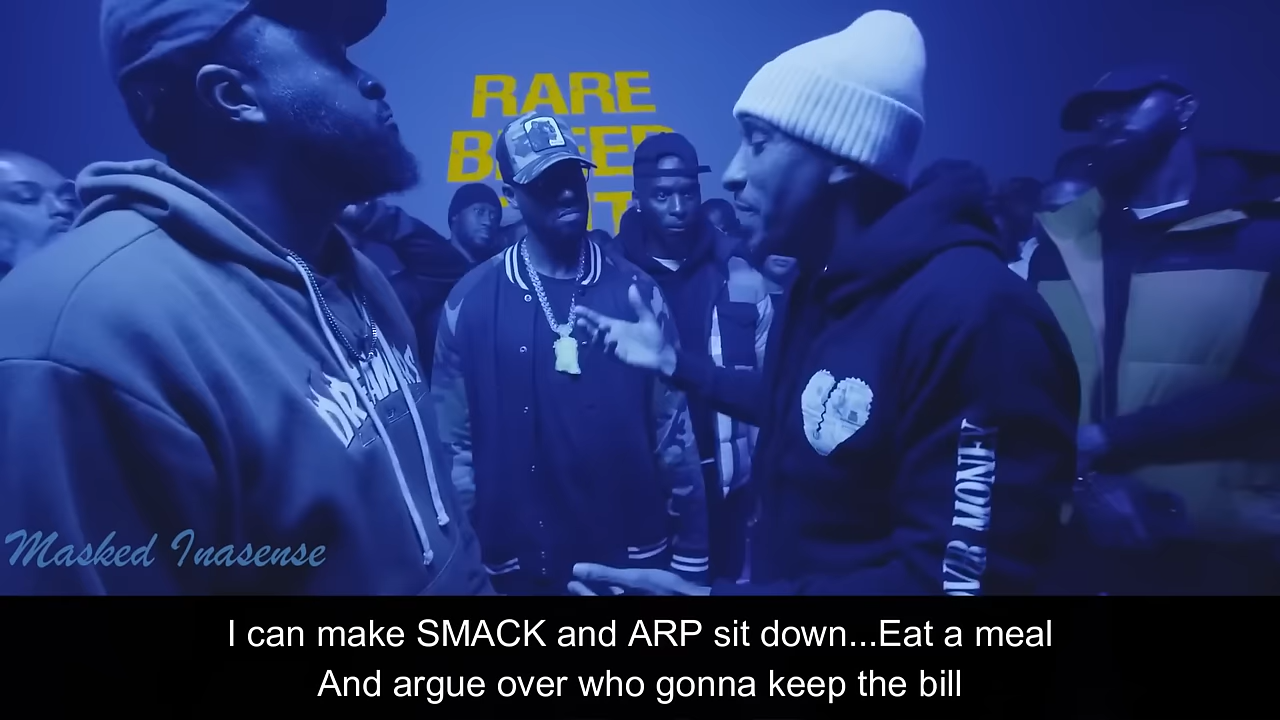 RARE
Masked Inasense
I can make SMACK and ARP sit down...Eat a meal
And argue over who gonna keep the bill